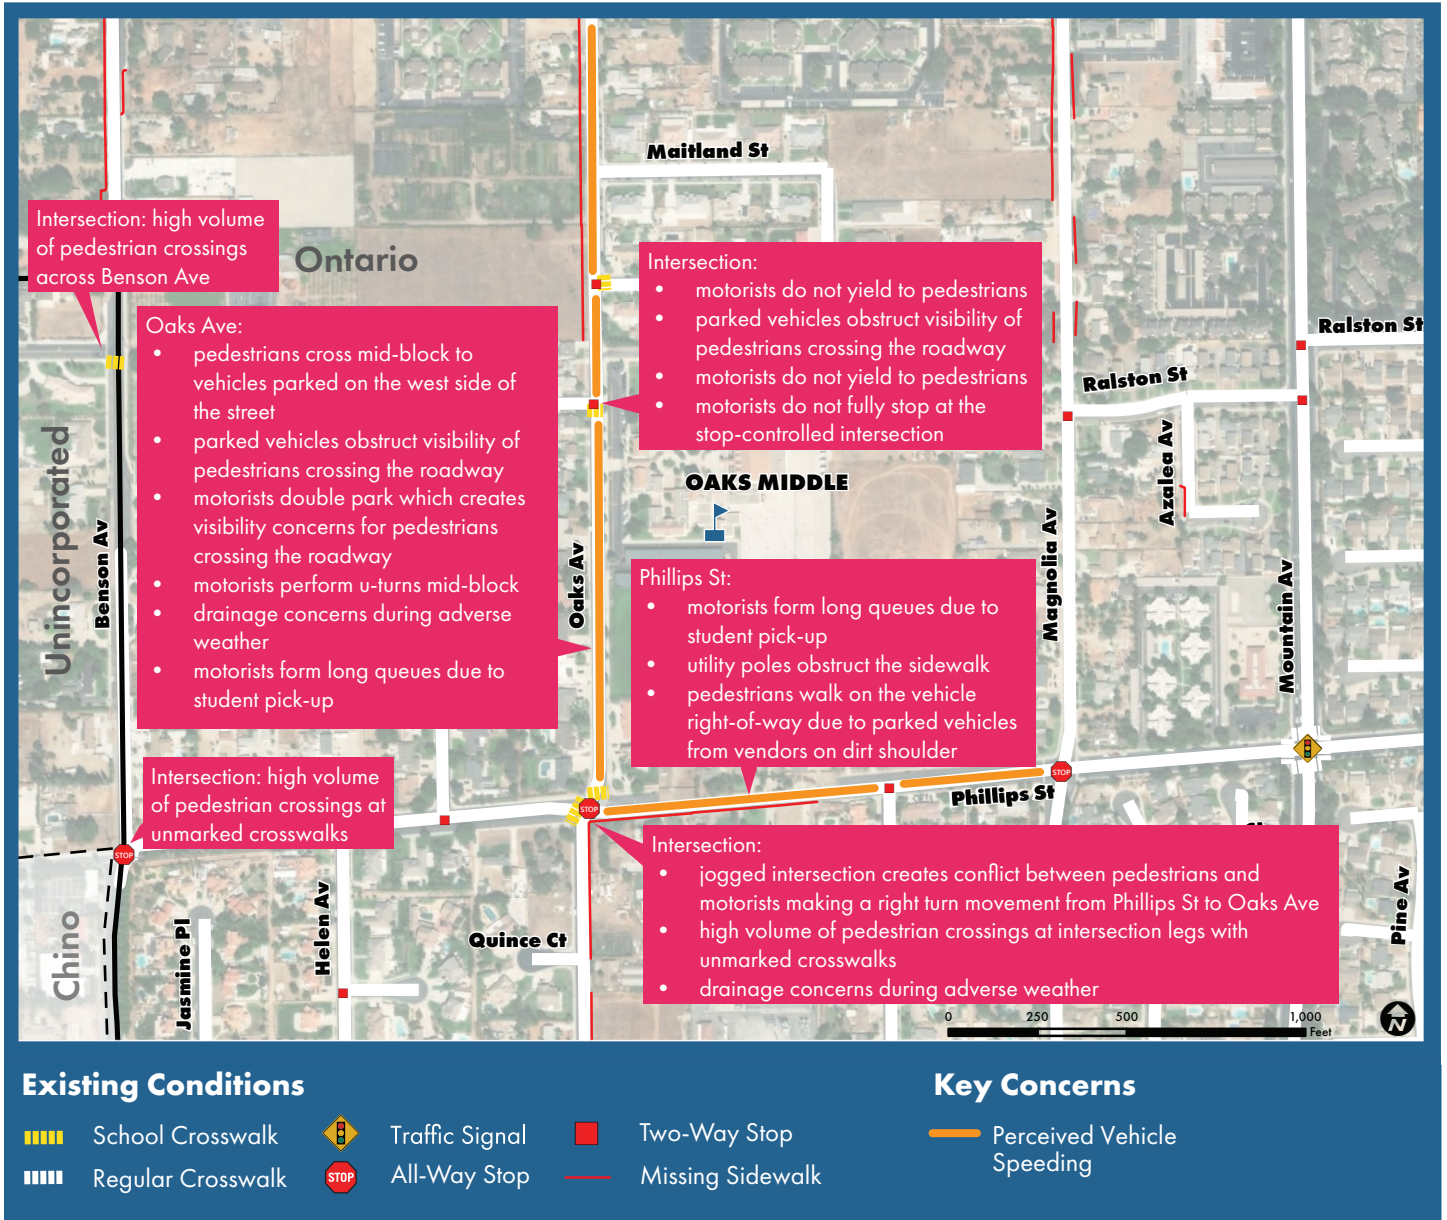 Maitland St
Intersection: high volume
of pedestrian crossings
across Benson Ave
Ontario
Intersection:
• motorists do not yield to pedestrians
• parked vehicles obstruct visibility of
pedestrians crossing the roadway
• motorists do not yield to pedestrians
• motorists do not fully stop at the
stop-controlled intersection
Oaks Ave:
• pedestrians cross mid-block to
vehicles parked on the west side of
the street
• parked vehicles obstruct visibility of
pedestrians crossing the roadway
• motorists double park which creates
visibility concerns for pedestrians
crossing the roadway
• motorists perform u-turns mid-block
• drainage concerns during adverse
weather
• motorists form long queues due to
student pick-up
Ralston St
Ralston St
Azalea Av
OAKS MIDDLE
Unincorporated
Benson Av
Oaks Av
Magnolia Av
Mountain Av
Phillips St:
• motorists form long queues due to
student pick-up
• utility poles obstruct the sidewalk
• pedestrians walk on the vehicle
right-of-way due to parked vehicles
from vendors on dirt shoulder
Intersection: high volume
of pedestrian crossings at
unmarked crosswalks
STOP
STOP
STOP
Phillips St
Intersection:
• jogged intersection creates conflict between pedestrians and
motorists making a right turn movement from Phillips St to Oaks Ave
• high volume of pedestrian crossings at intersection legs with
unmarked crosswalks
• drainage concerns during adverse weather
Chino
Jasmine Pl
Helen Av
Quince Ct
Pine Av
0 250 500 1,000
Feet
N
Existing Conditions
Key Concerns
School Crosswalk
Traffic Signal
Two-Way Stop
Perceived Vehicle
Speeding
Regular Crosswalk
STOP
All-Way Stop
Missing Sidewalk